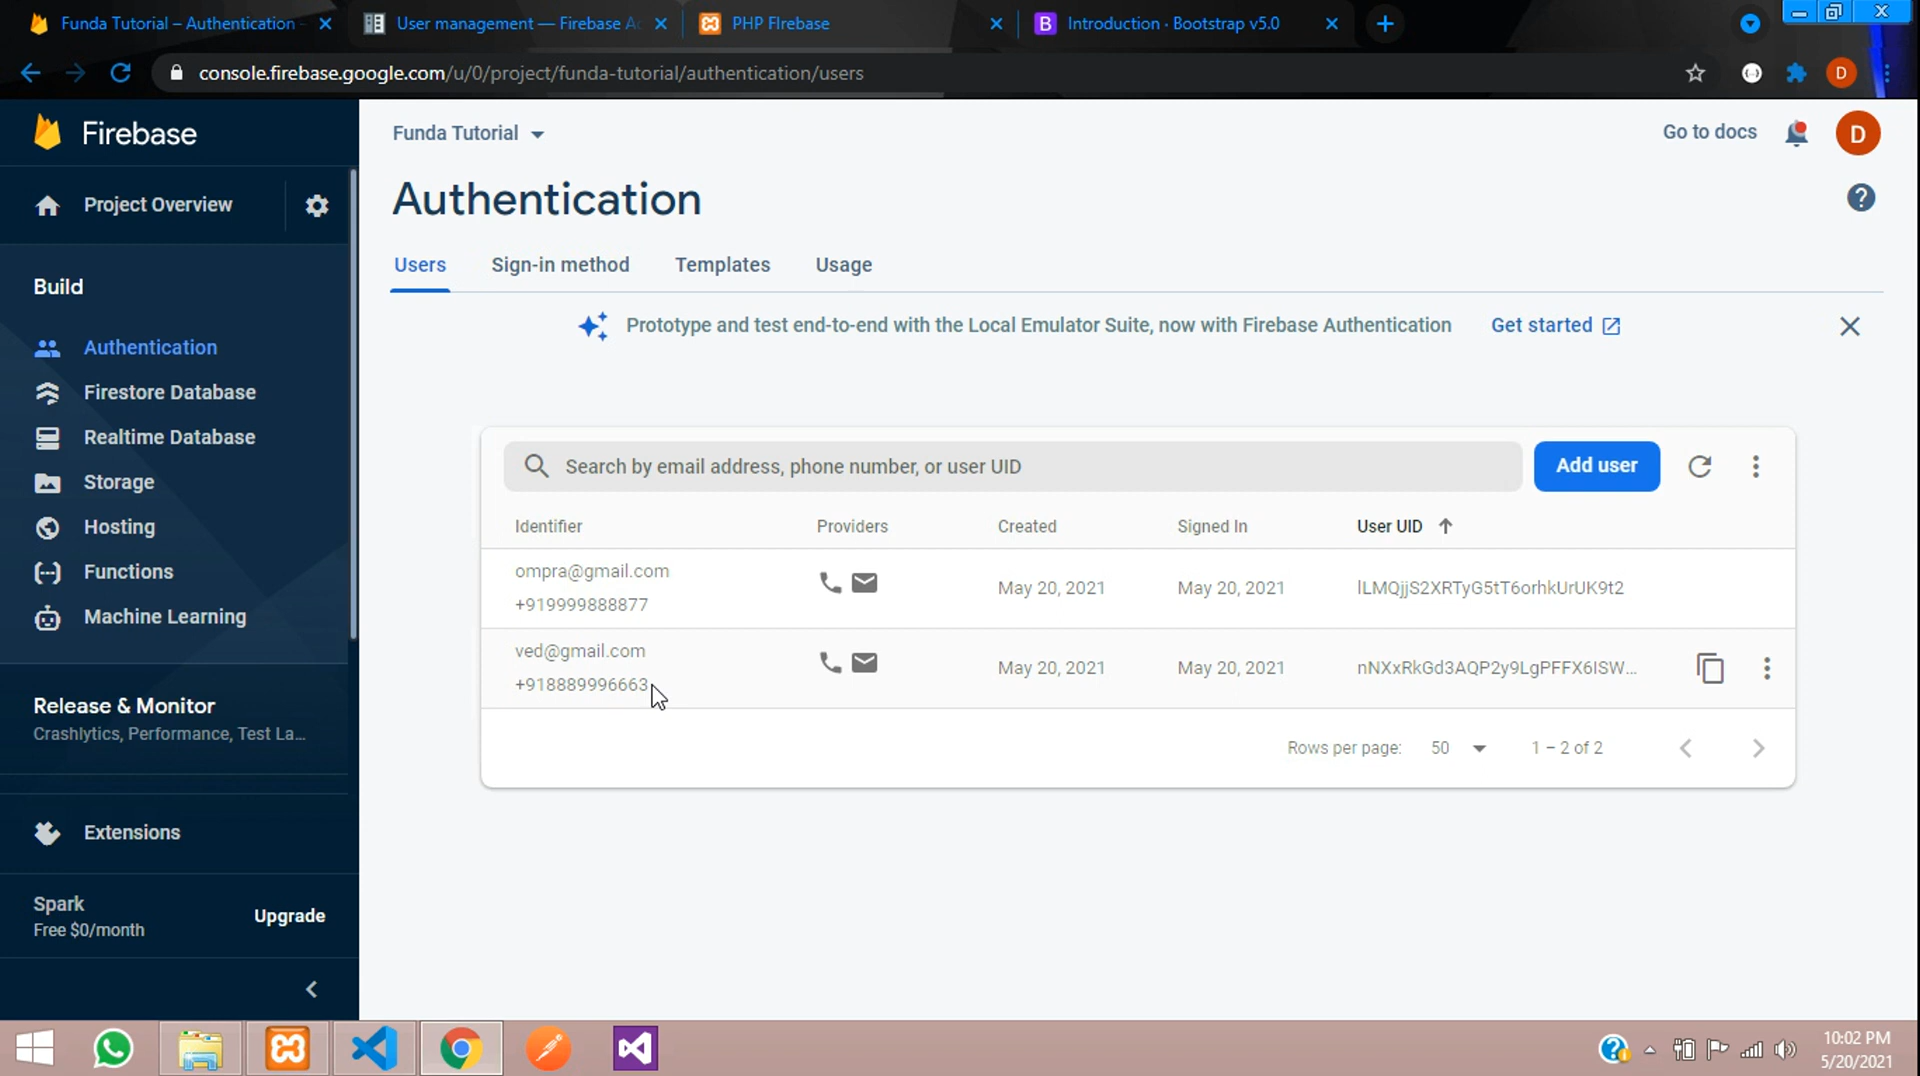 Funda Tutorial – Authentication -
User management — Firebase Ac
PHP FIrebase
Introduction · Bootstrap v5.0
console.firebase.google.com/u/0/project/funda-tutorial/authentication/users
D
Firebase
Funda Tutorial
Go to docs
D
Project Overview
Authentication
Users
Sign-in method
Templates
Usage
Build
Prototype and test end-to-end with the Local Emulator Suite, now with Firebase Authentication
Get started
Authentication
Firestore Database
Realtime Database
Storage
Hosting
Functions
Machine Learning
Search by email address, phone number, or user UID
Add user
Identifier
Providers
Created
Signed In
User UID
ompra@gmail.com
+919999888877
May 20, 2021
May 20, 2021
lLMQjjS2XRTyG5tT6orhkUrUK9t2
ved@gmail.com
+918889996663
May 20, 2021
May 20, 2021
nNXxRkGd3AQP2y9LgPFFX6ISW...
Rows per page:
50
1 – 2 of 2
Release & Monitor
Crashlytics, Performance, Test La...
Extensions
Spark
Free $0/month
Upgrade
10:02 PM
5/20/2021